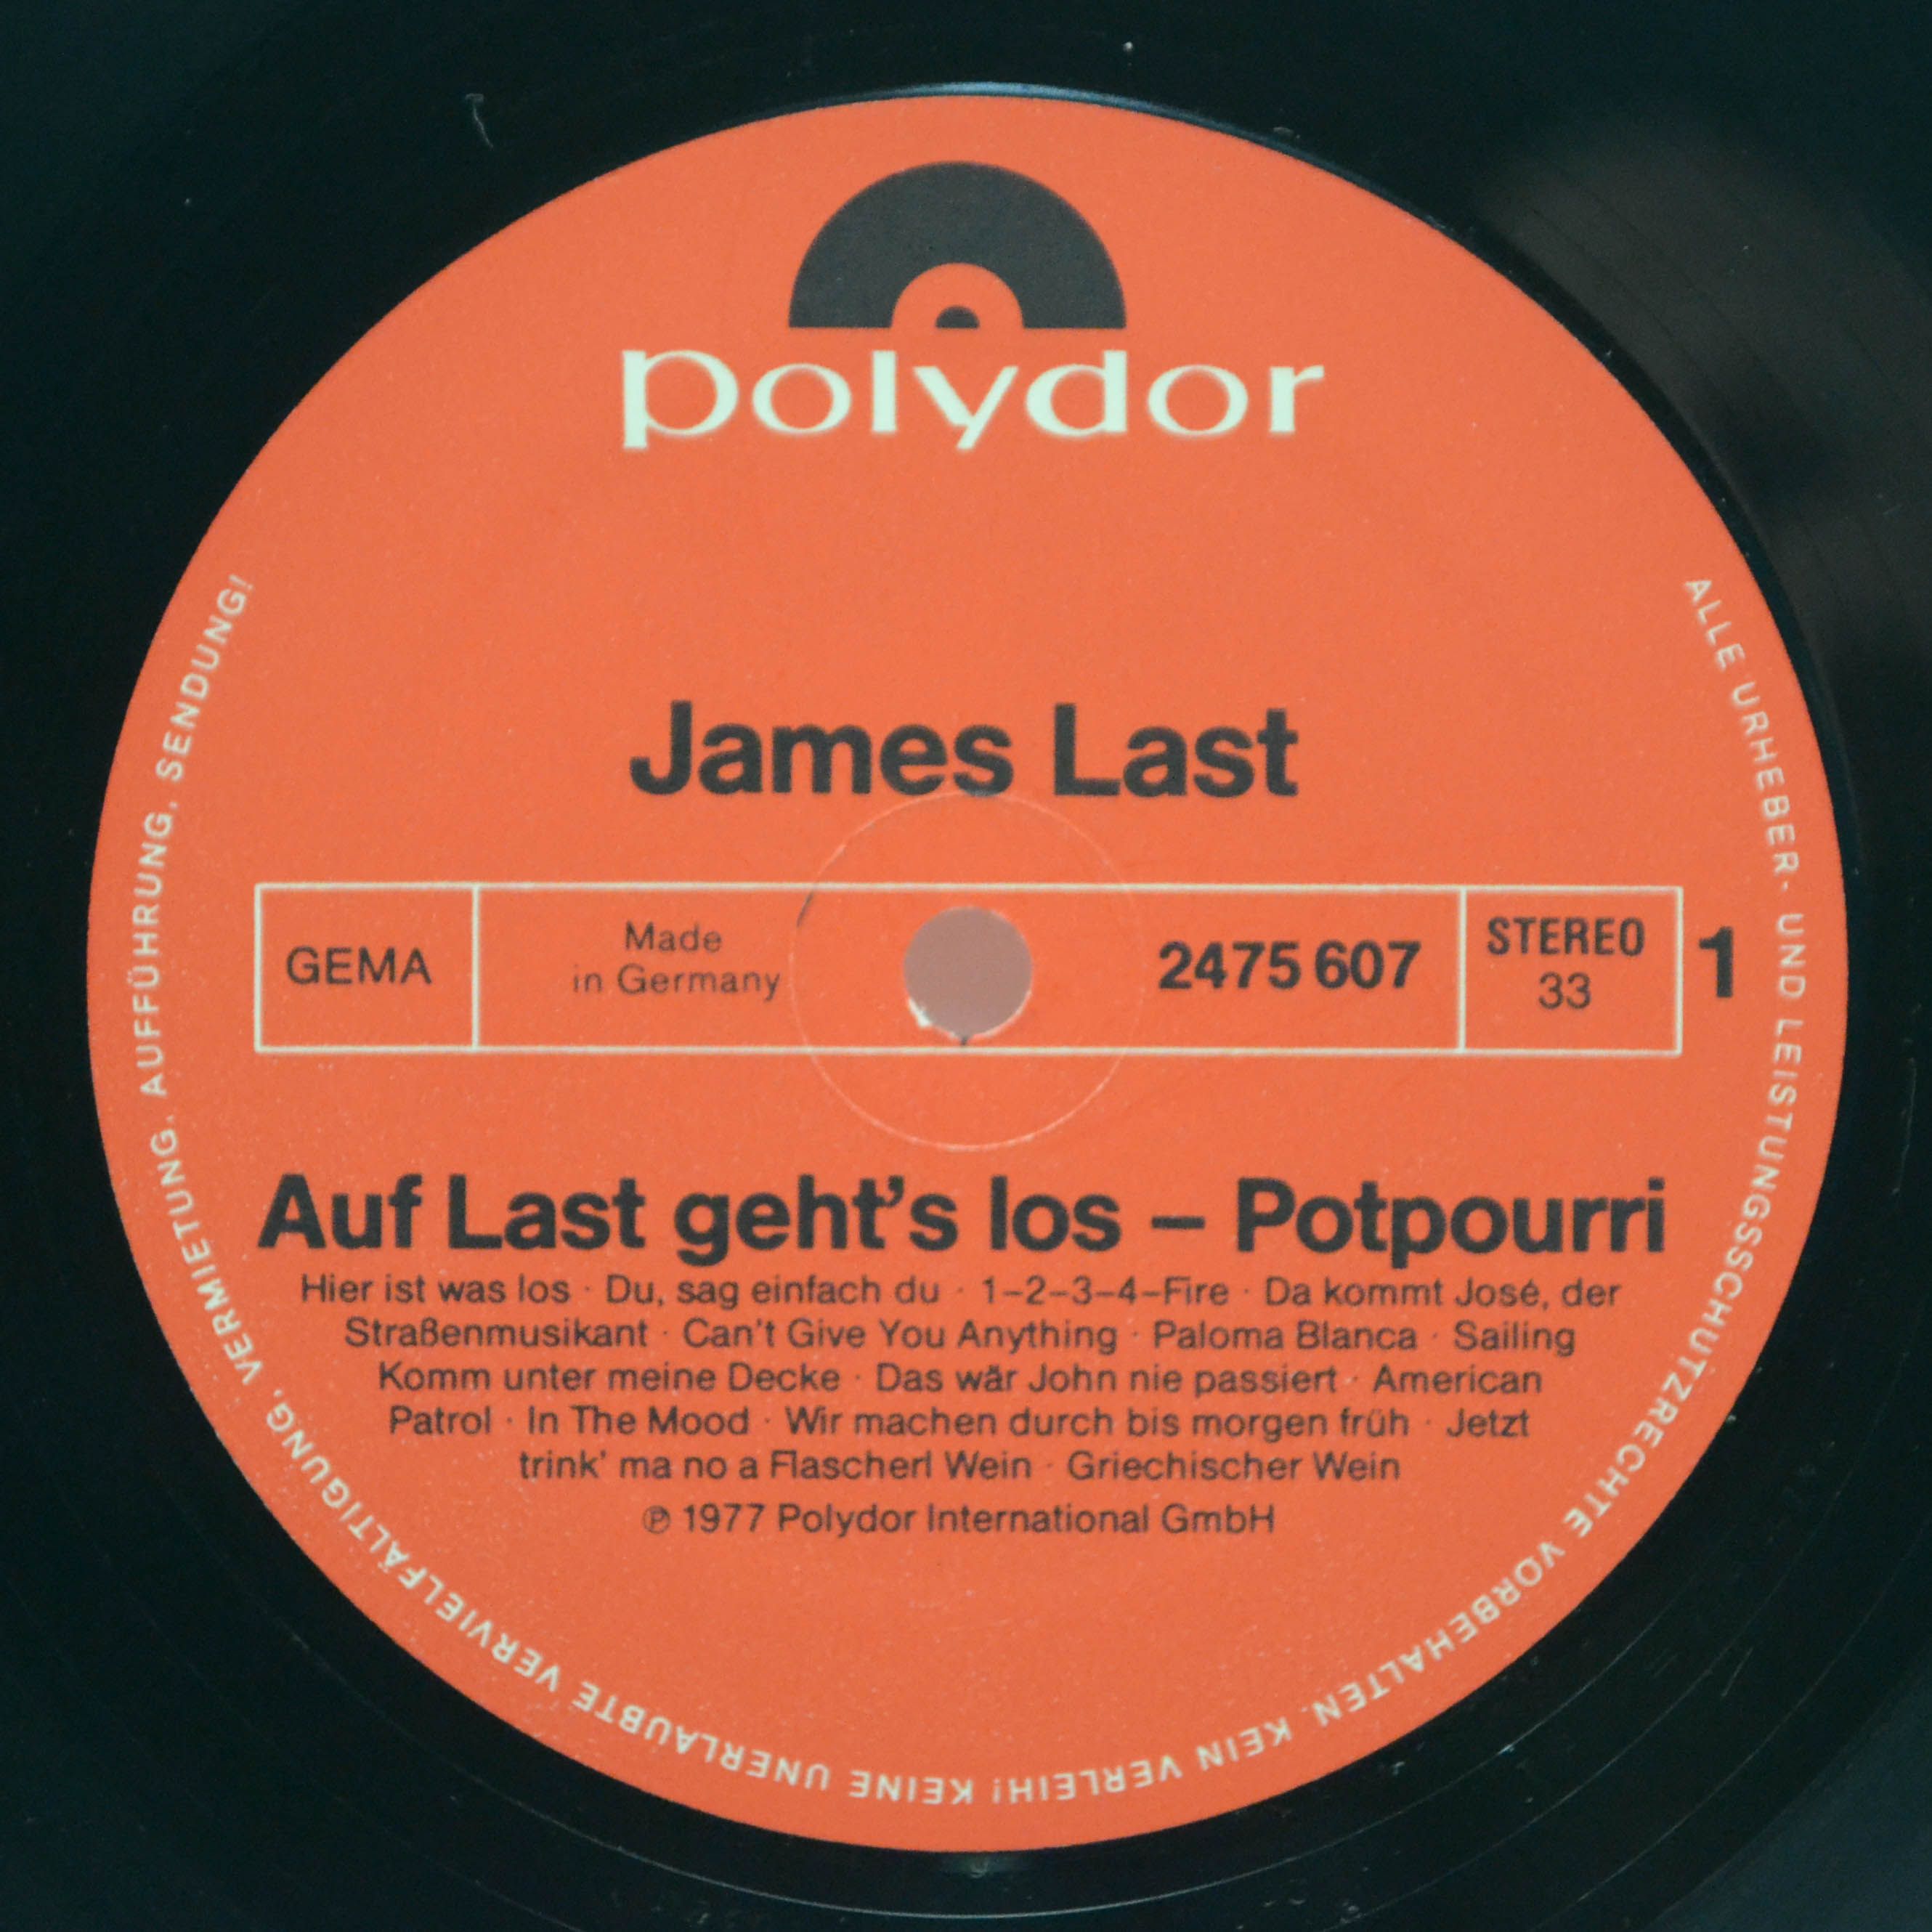 polydor
James Last
GEMA
Made
in Germany
2475 607
STEREO
33
1
Auf Last geht's los – Potpourri
Hier ist was los · Du, sag einfach du · 1–2–3–4–Fire · Da kommt José, der
Straßenmusikant · Can't Give You Anything · Paloma Blanca · Sailing
Komm unter meine Decke · Das wär John nie passiert · American
Patrol · In The Mood · Wir machen durch bis morgen früh · Jetzt
trink' ma no a Flascherl Wein · Griechischer Wein
℗ 1977 Polydor International GmbH
ALLE URHEBER- UND LEISTUNGSSCHUTZRECHTE VORBEHALTEN. KEIN VERLEIH! KEINE UNERLAUBTE VERVIELFÄLTIGUNG, VERMIETUNG, AUFFÜHRUNG, SENDUNG!